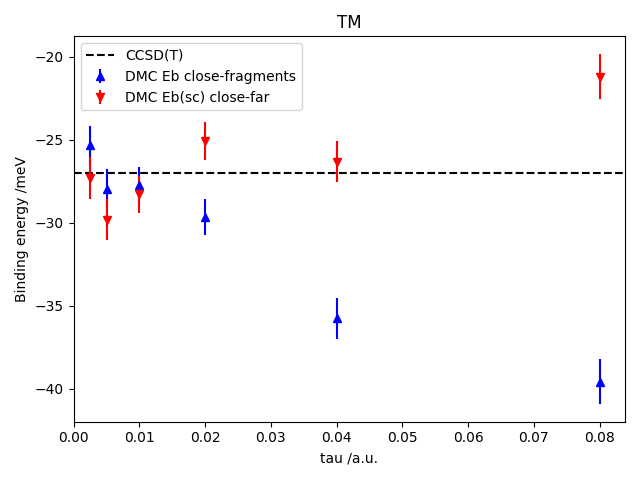 TM
CCSD(T)
DMC Eb close-fragments
DMC Eb(sc) close-far
Binding energy /meV
−20
−25
−30
−35
−40
0.00 0.01 0.02 0.03 0.04 0.05 0.06 0.07 0.08
tau /a.u.